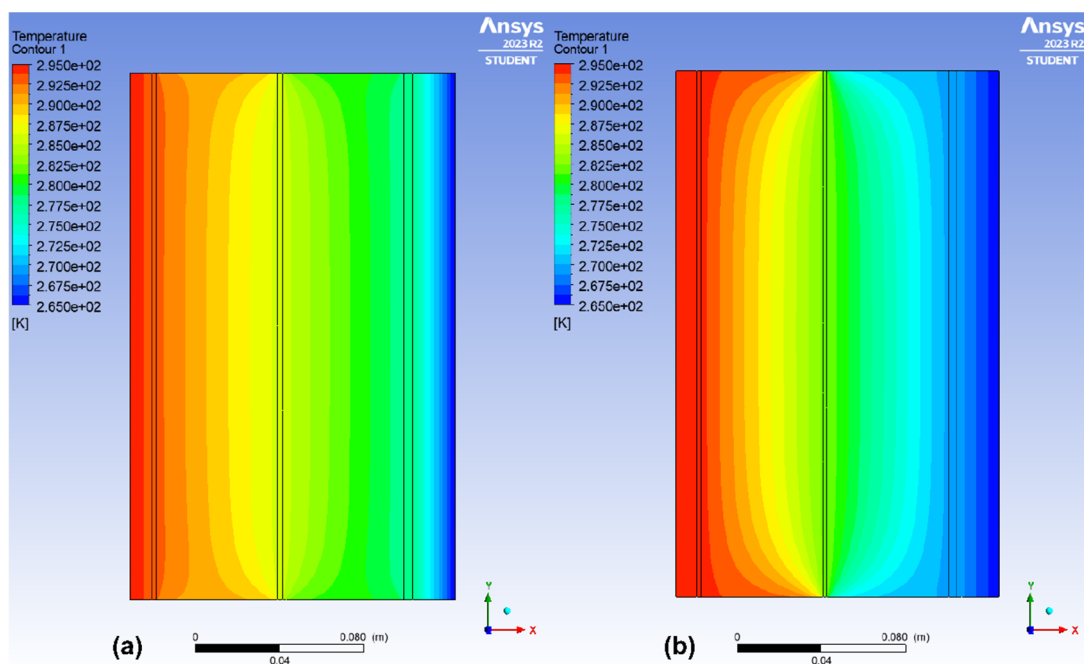 Temperature
Contour 1
2.950e+02
2.925e+02
2.900e+02
2.875e+02
2.850e+02
2.825e+02
2.800e+02
2.775e+02
2.750e+02
2.725e+02
2.700e+02
2.675e+02
2.650e+02
[K]
Ansys
2023 R2
STUDENT
Y
X
(a)
0
0.080
(m)
0.04
Temperature
Contour 1
2.950e+02
2.925e+02
2.900e+02
2.875e+02
2.850e+02
2.825e+02
2.800e+02
2.775e+02
2.750e+02
2.725e+02
2.700e+02
2.675e+02
2.650e+02
[K]
Ansys
2023 R2
STUDENT
Y
X
(b)
0
0.080
(m)
0.04